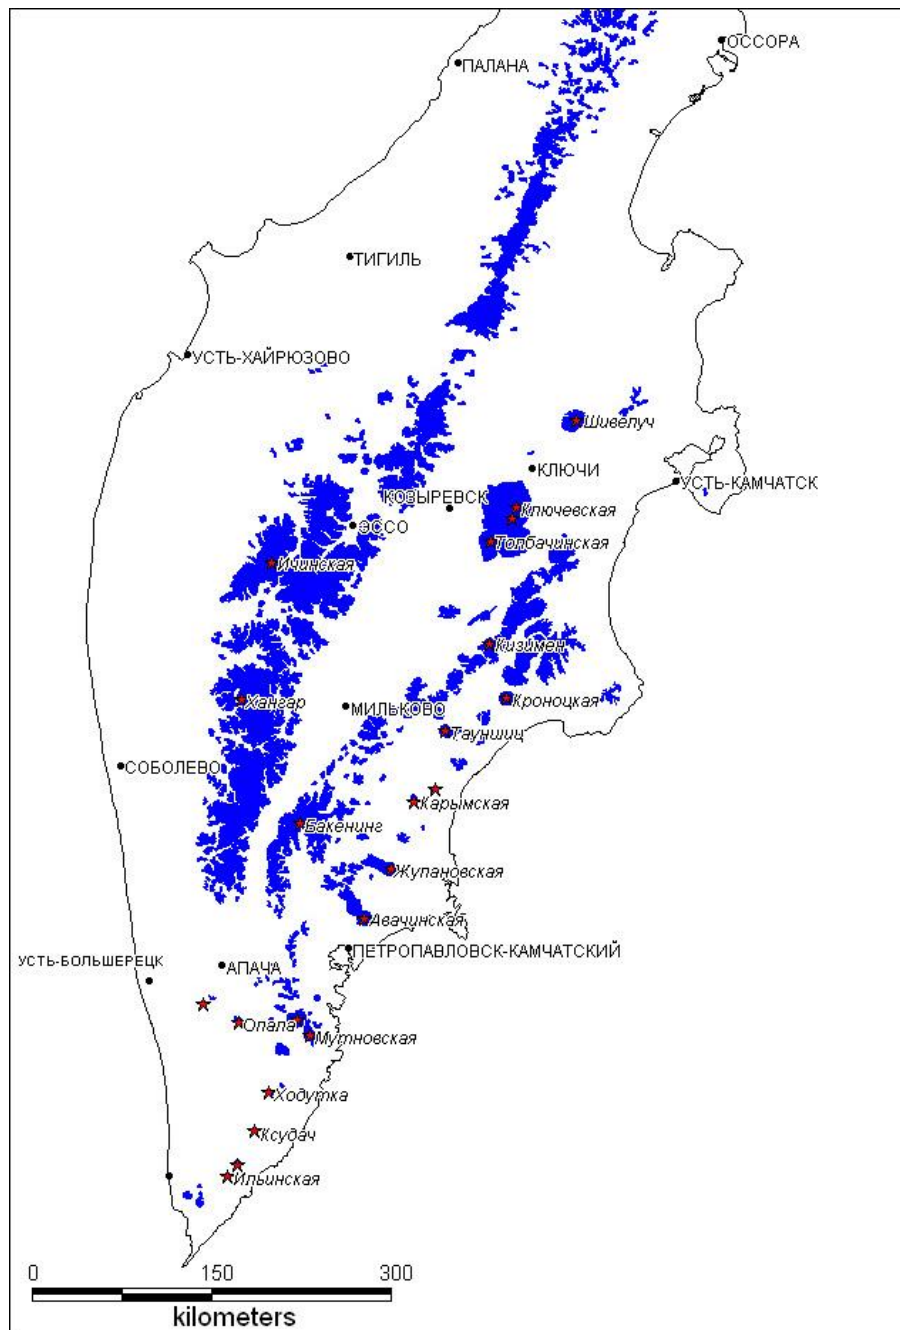 ОССОРА
ПАЛАНА
ТИГИЛЬ
УСТЬ-ХАЙРЮЗОВО
Шивелуч
КЛЮЧИ
УСТЬ-КАМЧАТСК
КОЗЫРЕВСК
Ключевская
ЭССО
Толбачинская
Ичинская
Кизимен
Хангар
Кроноцкая
МИЛЬКОВО
Тауншиц
СОБОЛЕВО
Карымская
Бакенинг
Жупановская
Авачинская
ПЕТРОПАВЛОВСК-КАМЧАТСКИЙ
УСТЬ-БОЛЬШЕРЕЦК
АПАЧА
Опала
Мутновская
Ходутка
Ксудач
Ильинская
0 150 300
kilometers